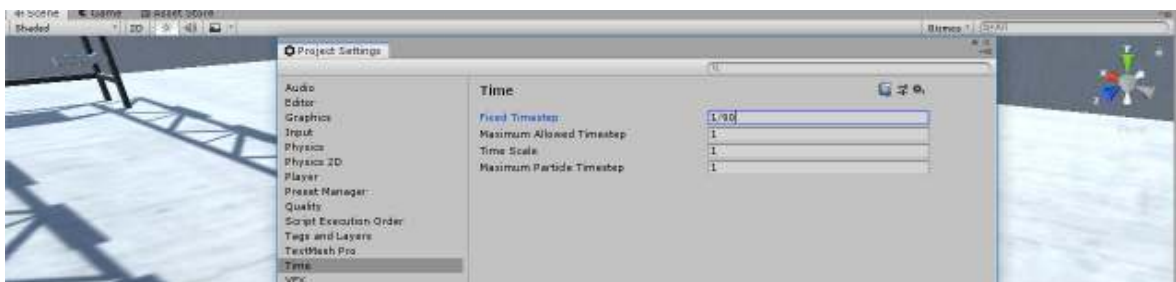 Scene Game Asset Store
Shaded 2D Gizmos
Project Settings
Audio
Editor
Graphics
Input
Physics
Physics 2D
Player
Preset Manager
Quality
Script Execution Order
Tags and Layers
TextMesh Pro
Time
VFX
Time
Fixed Timestep 1/90
Maximum Allowed Timestep 1
Time Scale 1
Maximum Particle Timestep 1